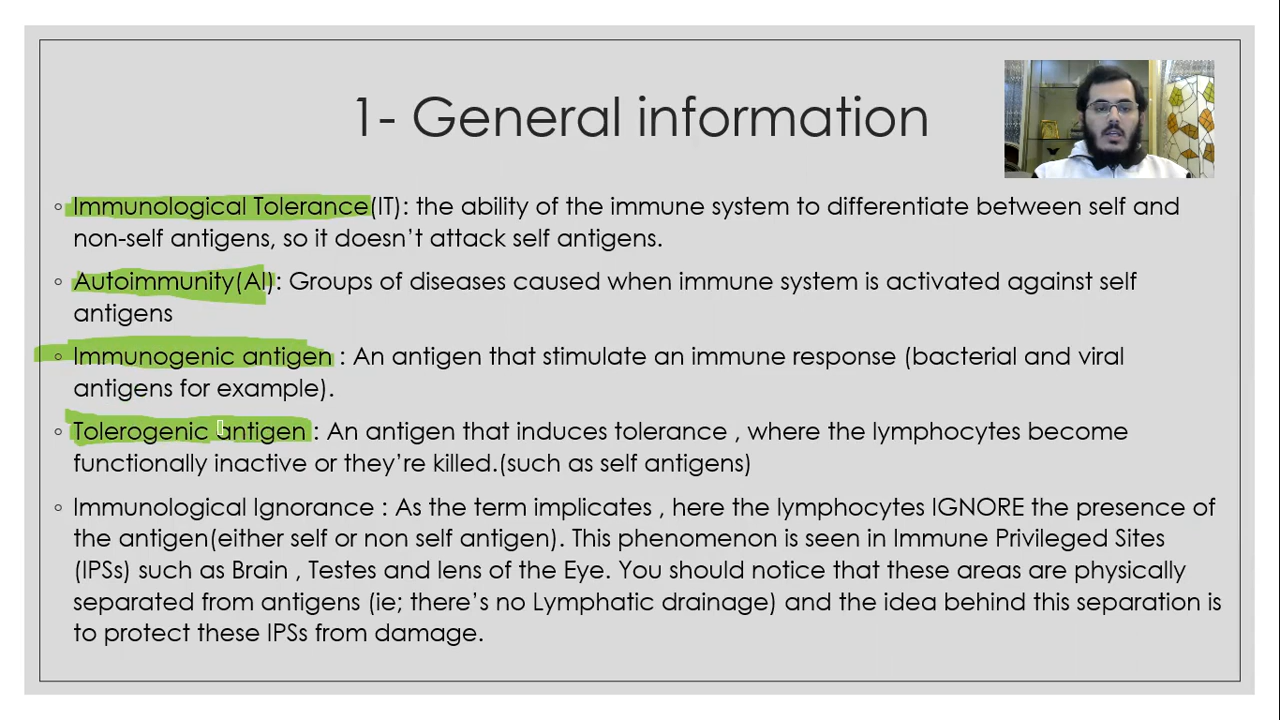 1- General information
◦ Immunological Tolerance(IT): the ability of the immune system to differentiate between self and
non-self antigens, so it doesn't attack self antigens.
◦ Autoimmunity(AI): Groups of diseases caused when immune system is activated against self
antigens
◦ Immunogenic antigen : An antigen that stimulate an immune response (bacterial and viral
antigens for example).
◦ Tolerogenic antigen : An antigen that induces tolerance , where the lymphocytes become
functionally inactive or they're killed.(such as self antigens)
◦ Immunological Ignorance : As the term implicates , here the lymphocytes IGNORE the presence of
the antigen(either self or non self antigen). This phenomenon is seen in Immune Privileged Sites
(IPSs) such as Brain , Testes and lens of the Eye. You should notice that these areas are physically
separated from antigens (ie; there's no Lymphatic drainage) and the idea behind this separation is
to protect these IPSs from damage.